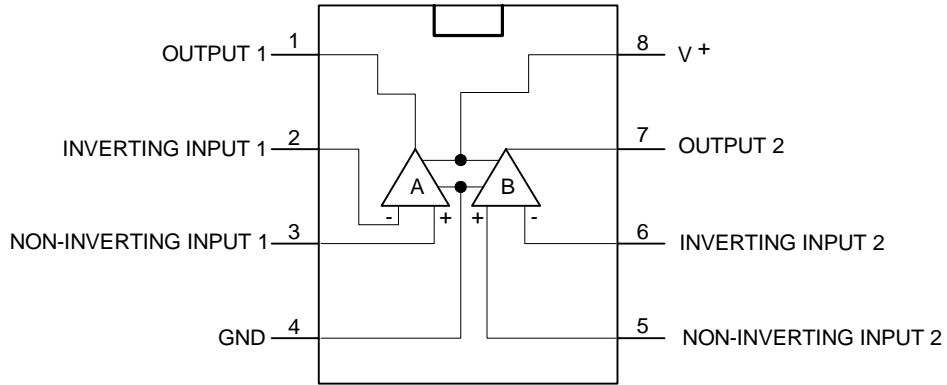 OUTPUT 1
1
8
V +
INVERTING INPUT 1
2
7
OUTPUT 2
A
B
- + + -
NON-INVERTING INPUT 1
3
6
INVERTING INPUT 2
GND
4
5
NON-INVERTING INPUT 2